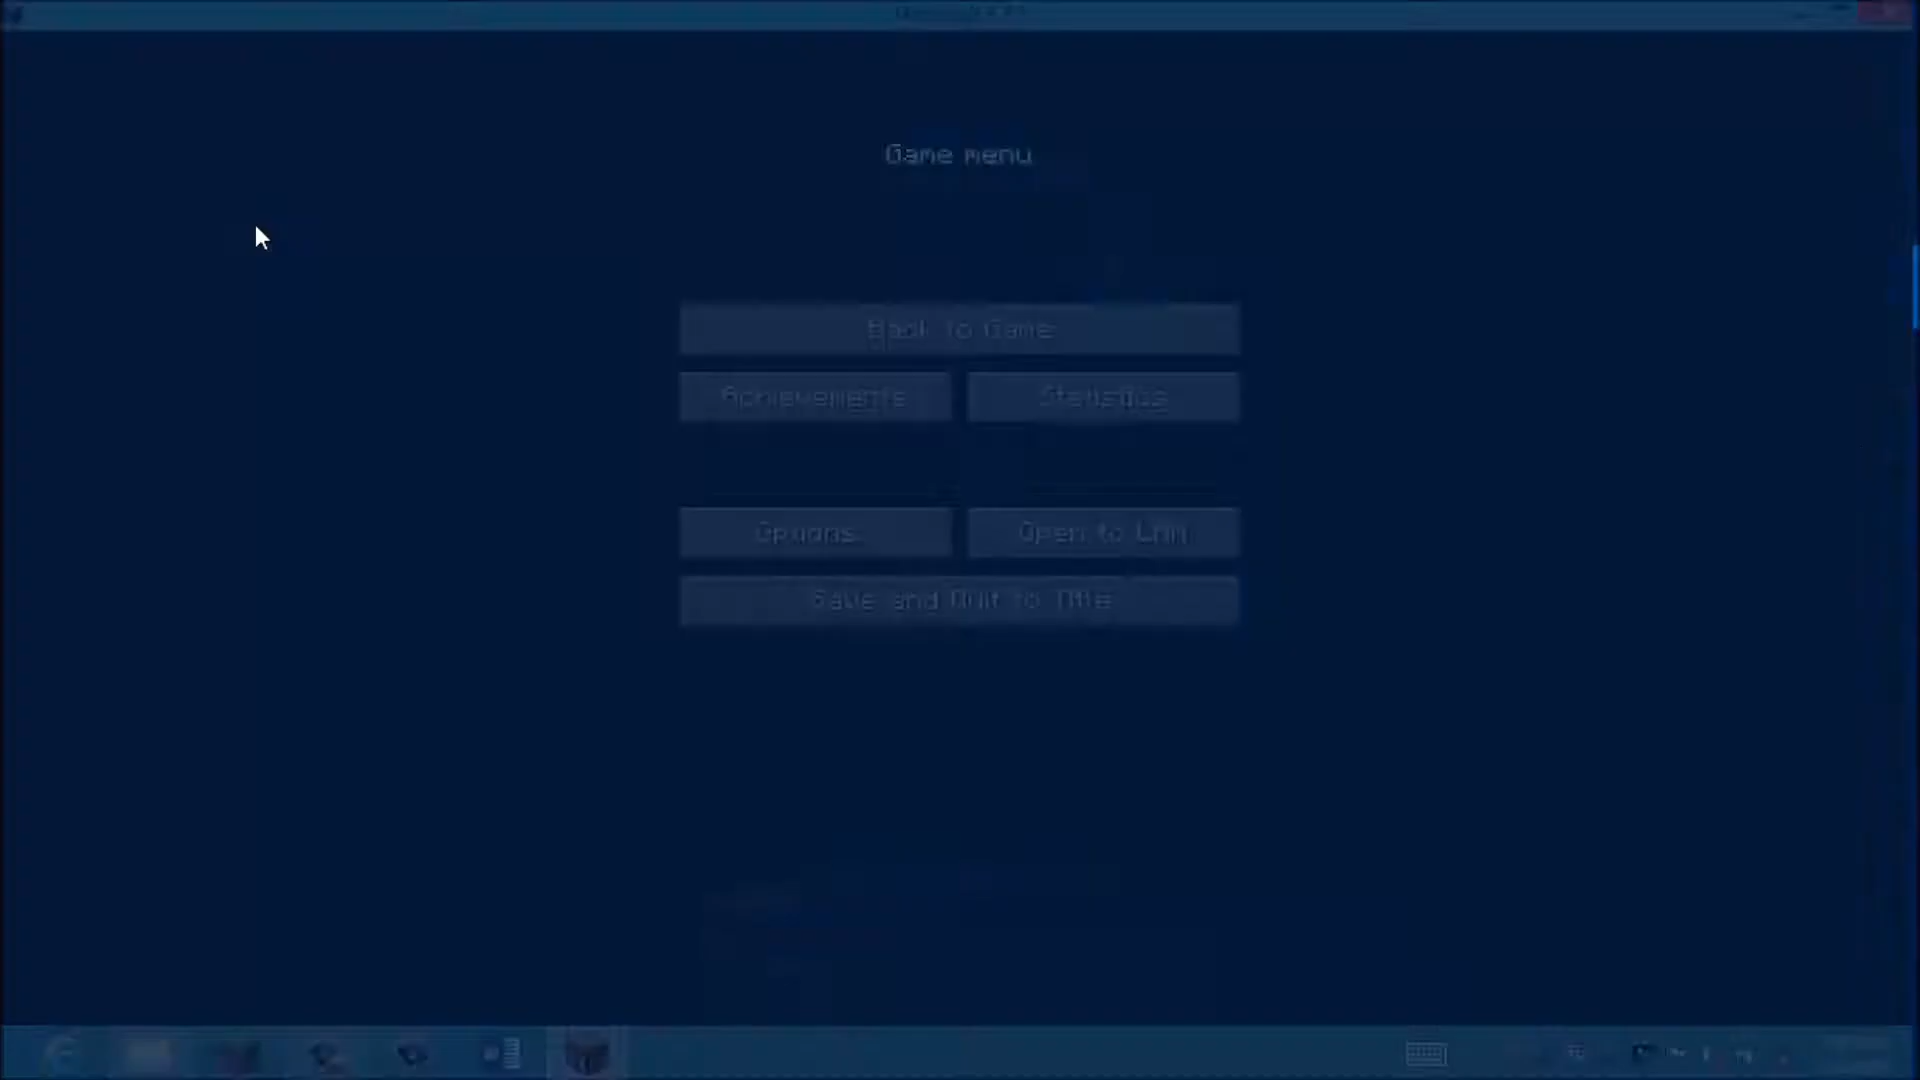 Game menu
Back to Game
Achievements Statistics
Options... Open to LAN
Save and Quit to Title